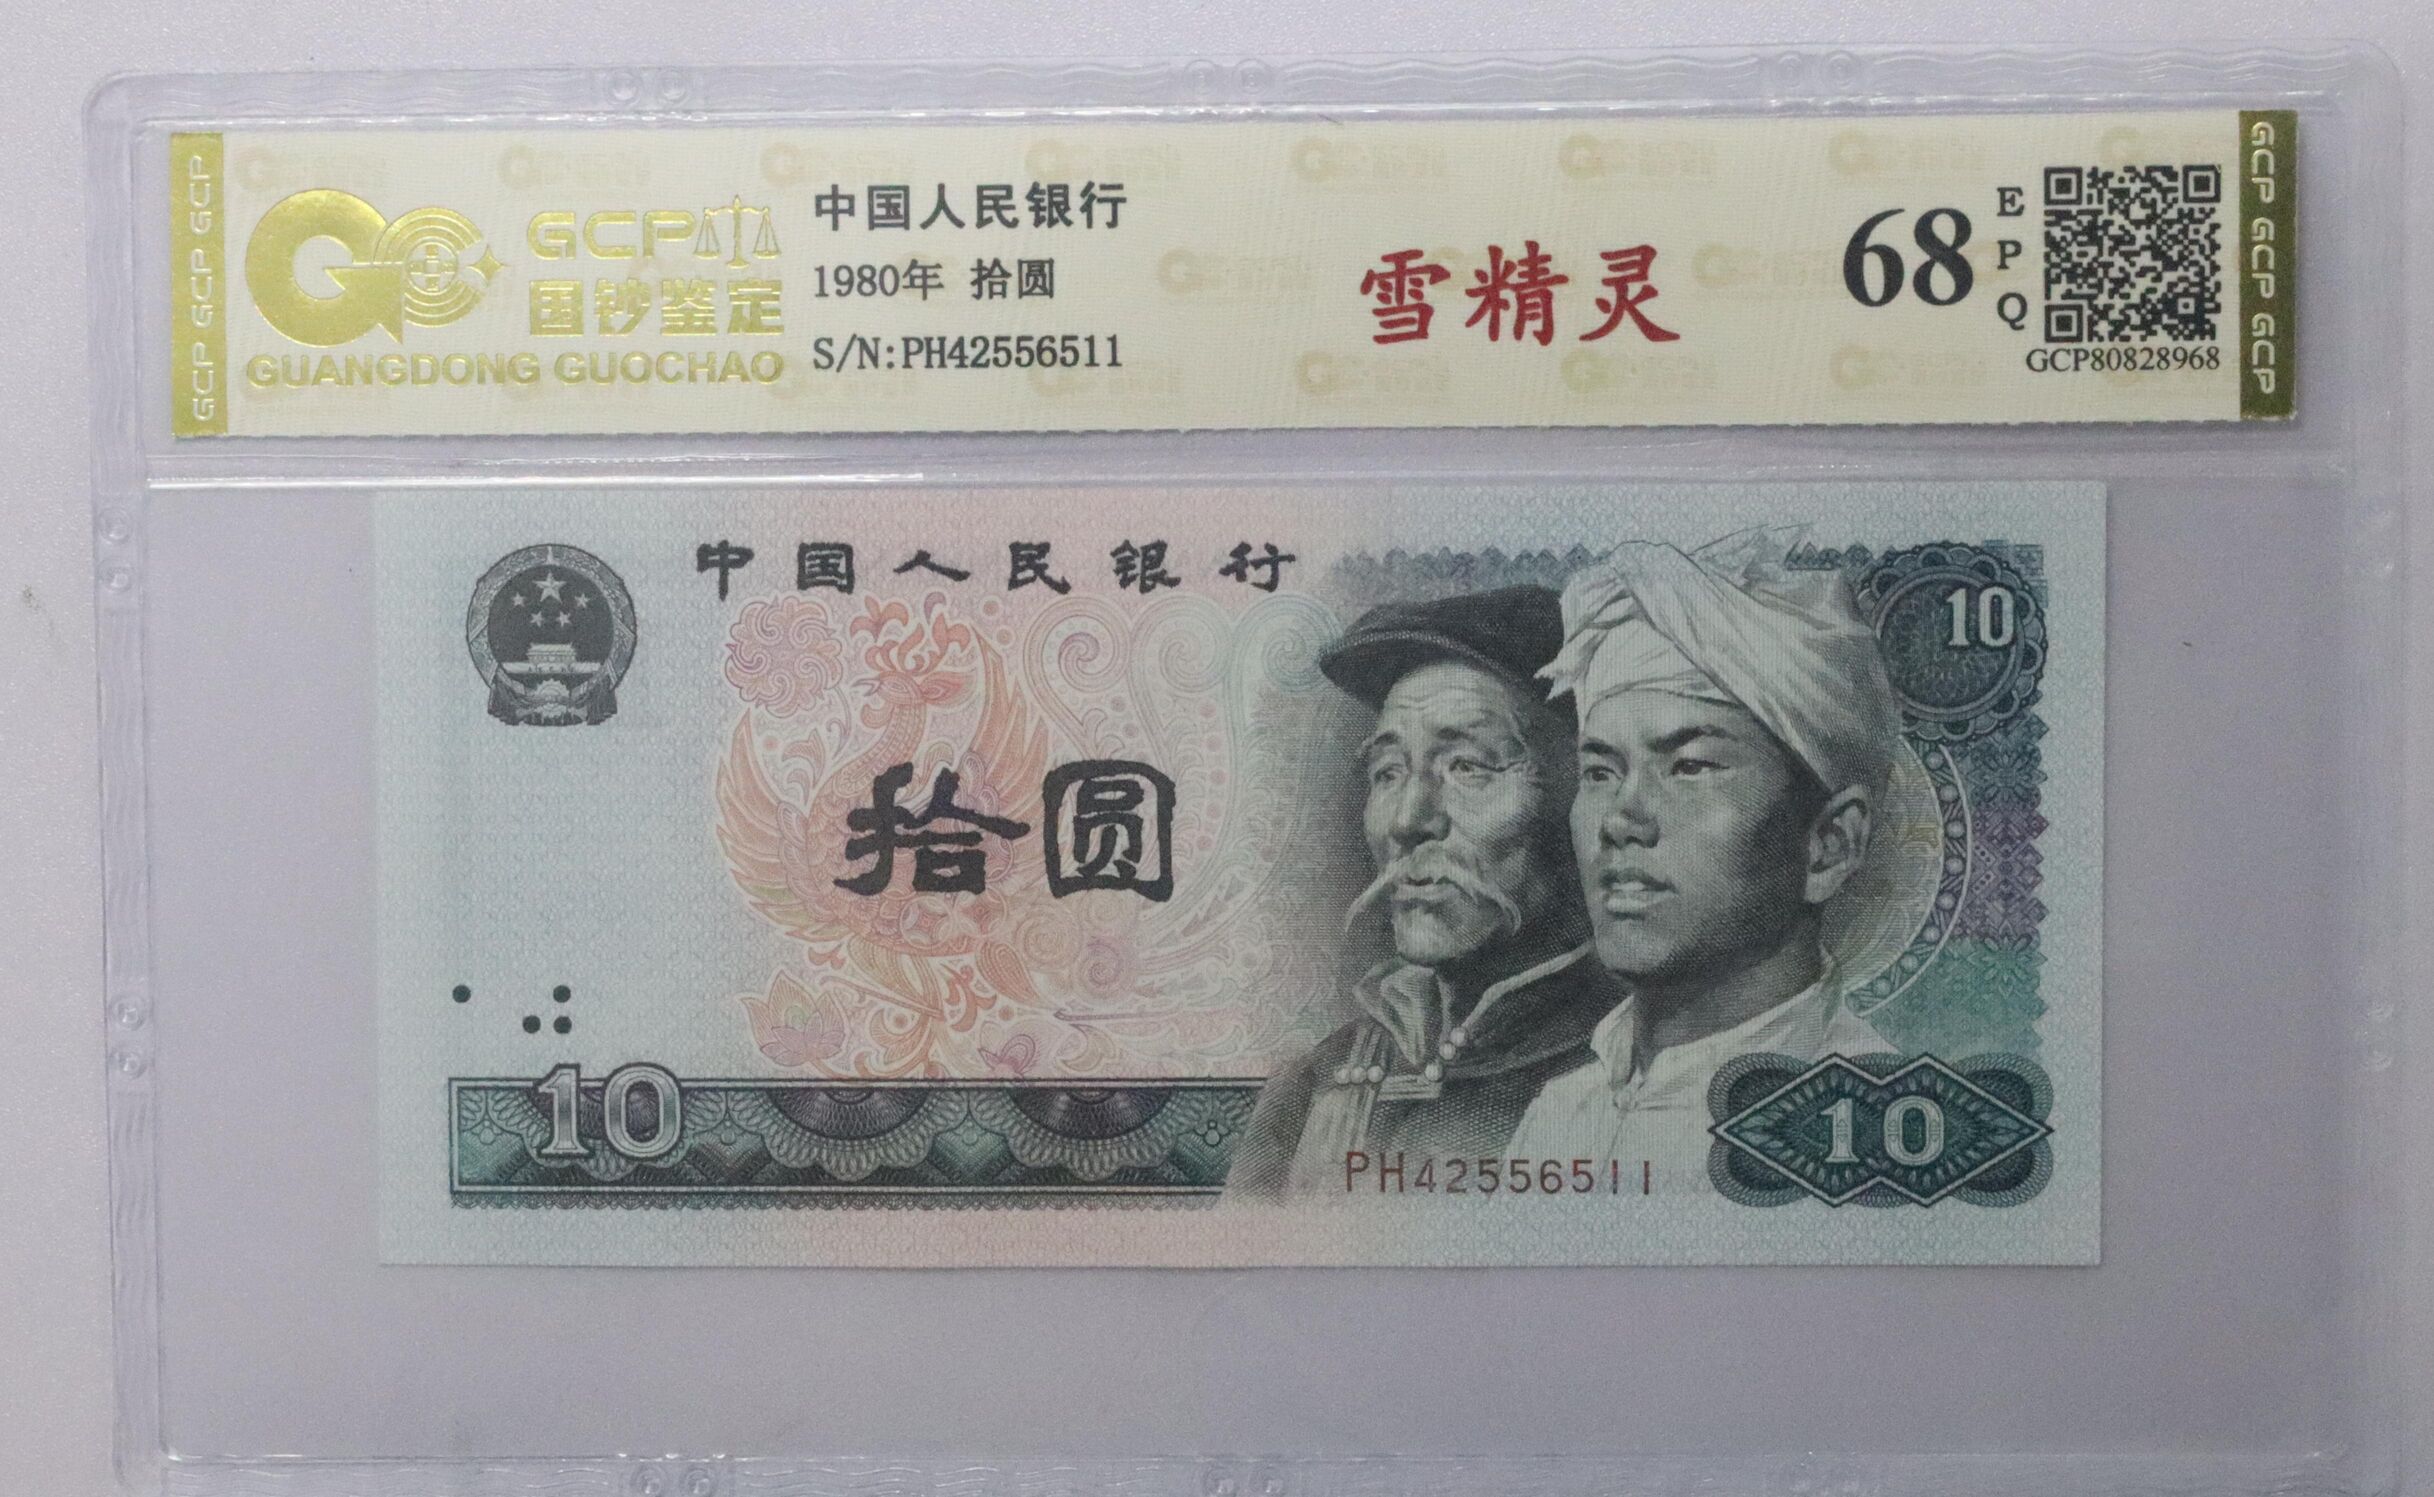 GCP GCP GCP
GCP
国钞鉴定
GUANGDONG GUOCHAO
中国人民银行
1980年 拾圆
S/N:PH42556511
雪精灵
68
EPQ
GCP80828968
GCP GCP GCP
中国人民银行
10
拾圆
10
10
PH42556511